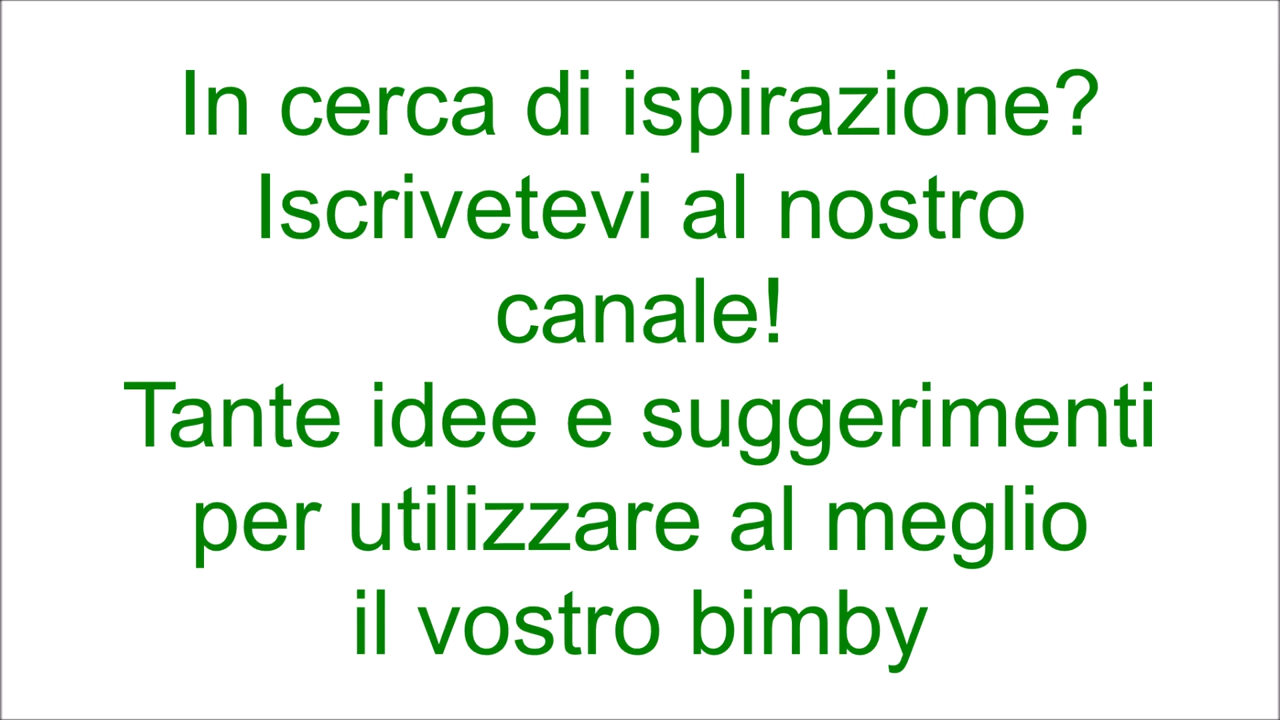 In cerca di ispirazione?
Iscrivetevi al nostro
canale!
Tante idee e suggerimenti
per utilizzare al meglio
il vostro bimby